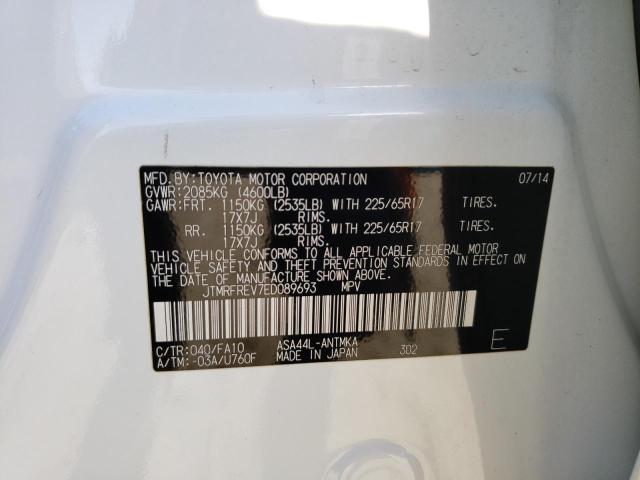 MFD. BY: TOYOTA MOTOR CORPORATION 07/14
GVWR: 2085KG (4600LB)
GAWR: FRT. 1150KG (2535LB) WITH 225/65R17 TIRES.
17X7J RIMS.
RR. 1150KG (2535LB) WITH 225/65R17 TIRES.
17X7J RIMS.
THIS VEHICLE CONFORMS TO ALL APPLICABLE FEDERAL MOTOR
VEHICLE SAFETY AND THEFT PREVENTION STANDARDS IN EFFECT ON
THE DATE OF MANUFACTURE SHOWN ABOVE.
JTMRFREV7ED089693 MPV
C/TR: 040/FA10 ASA44L-ANTMKA
A/TM: -03A/U760F MADE IN JAPAN 302 E